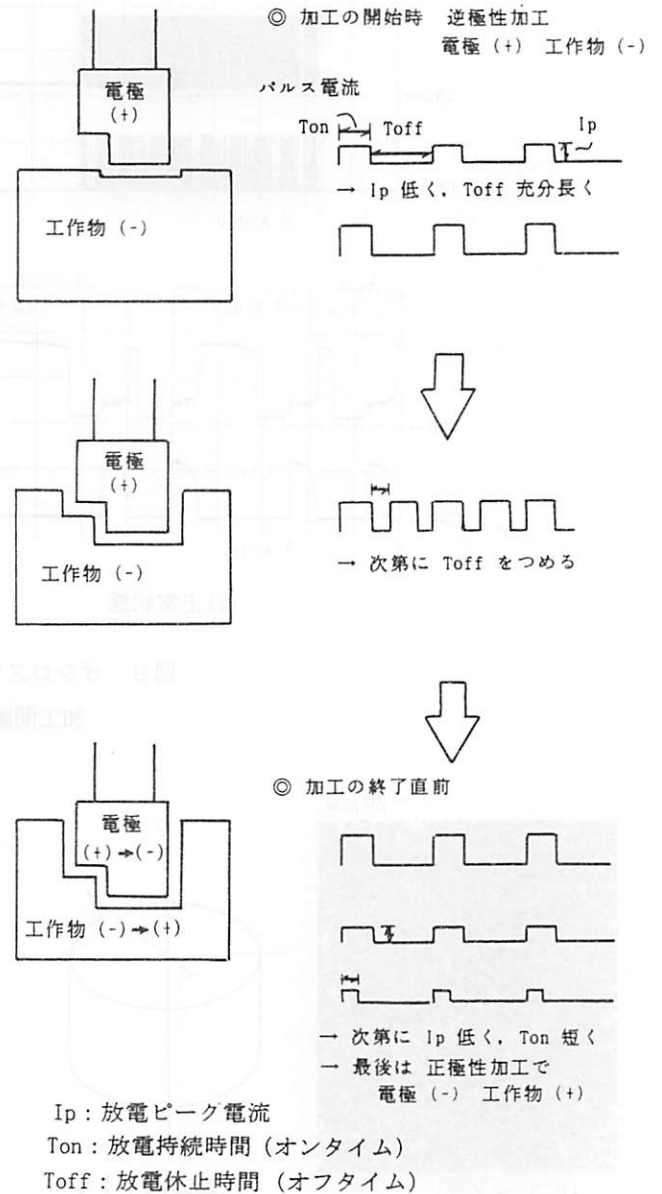 ◎ 加工の開始時 逆極性加工
電極 (+) 工作物 (-)
電極
(+)
工作物 (-)
パルス電流
Ton
Toff
Ip
→ Ip 低く，Toff 充分長く
電極
(+)
工作物 (-)
→ 次第に Toff をつめる
◎ 加工の終了直前
電極
(+)→(-)
工作物 (-)→(+)
→ 次第に Ip 低く，Ton 短く
→ 最後は 正極性加工で
電極 (-) 工作物 (+)
Ip：放電ピーク電流
Ton：放電持続時間 (オンタイム)
Toff：放電休止時間 (オフタイム)